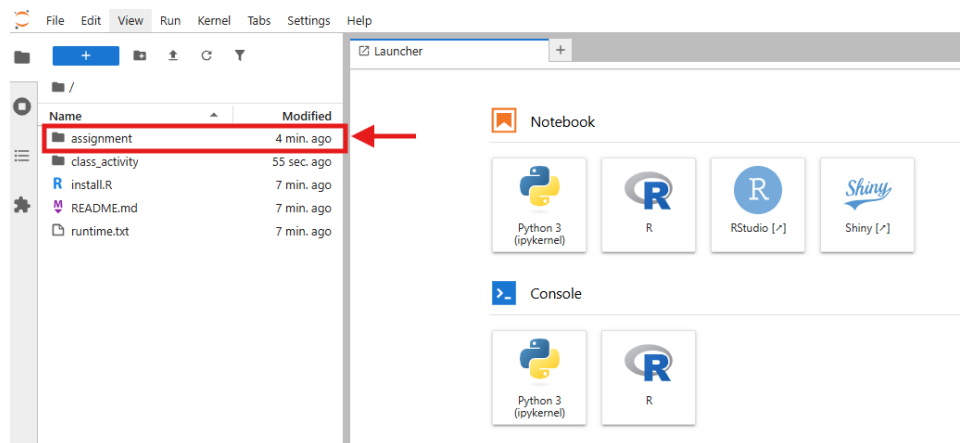 File Edit View Run Kernel Tabs Settings Help
+
Launcher
+
/
Name Modified
assignment 4 min. ago
class_activity 55 sec. ago
R install.R 7 min. ago
M README.md 7 min. ago
runtime.txt 7 min. ago
Notebook
Python 3
(ipykernel)
R
R
R
RStudio [↗]
Shiny
Shiny [↗]
>_ Console
Python 3
(ipykernel)
R
R